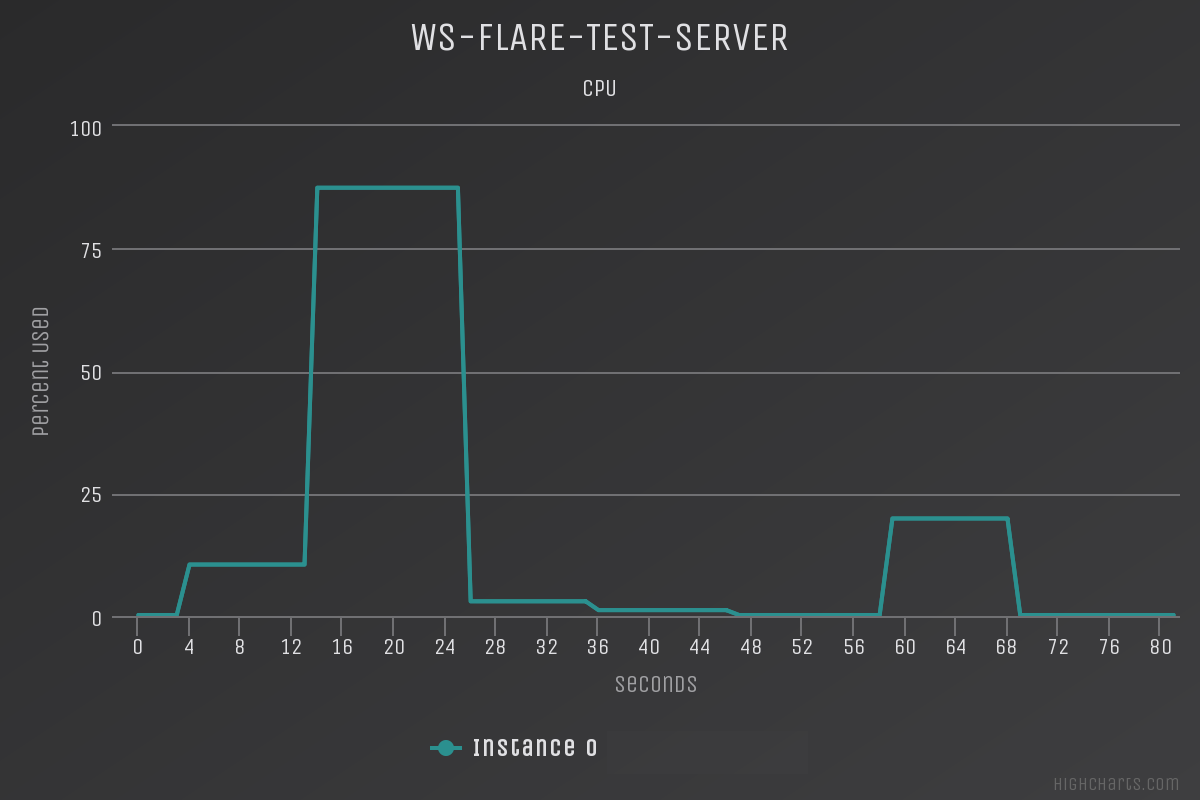 WS-FLARE-TEST-SERVER
CPU
100
75
50
25
0
Percent Used
0 4 8 12 16 20 24 28 32 36 40 44 48 52 56 60 64 68 72 76 80
Seconds
Instance 0
Highcharts.com